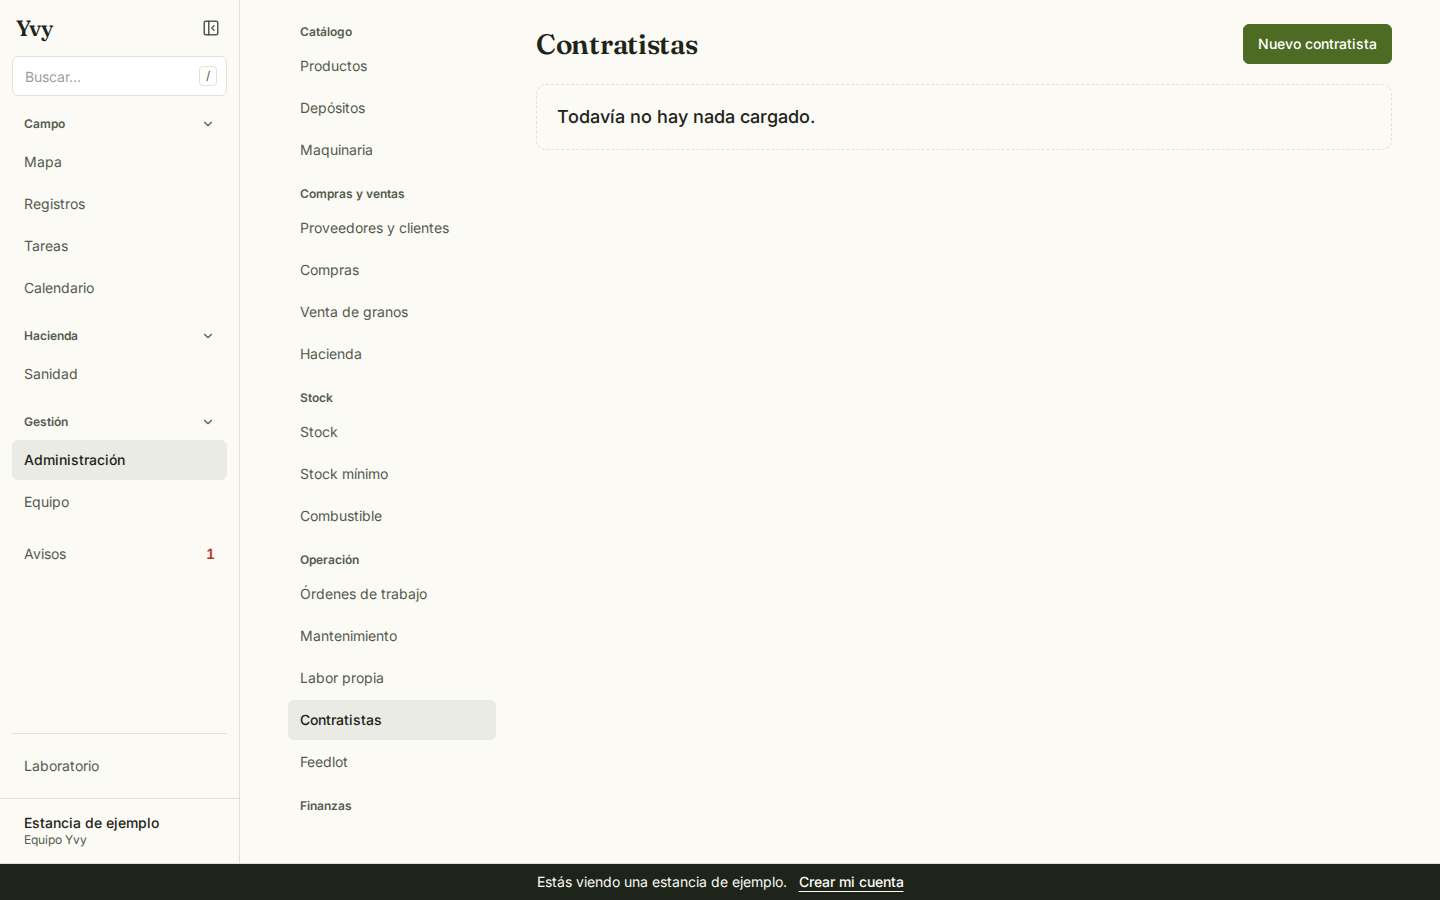 Yvy
Buscar...
/
Campo
Mapa
Registros
Tareas
Calendario
Hacienda
Sanidad
Gestión
Administración
Equipo
Avisos 1
Laboratorio
Estancia de ejemplo
Equipo Yvy
Catálogo
Productos
Depósitos
Maquinaria
Compras y ventas
Proveedores y clientes
Compras
Venta de granos
Hacienda
Stock
Stock
Stock mínimo
Combustible
Operación
Órdenes de trabajo
Mantenimiento
Labor propia
Contratistas
Feedlot
Finanzas
Contratistas
Nuevo contratista
Todavía no hay nada cargado.
Estás viendo una estancia de ejemplo. Crear mi cuenta